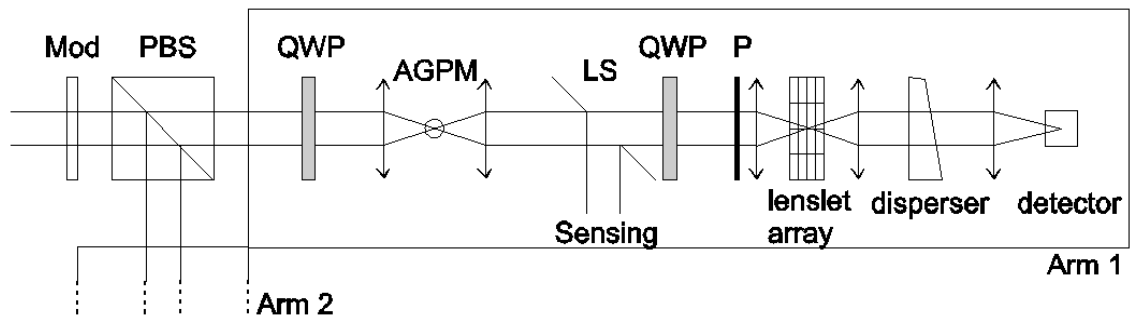 Mod PBS QWP AGPM LS QWP P
Sensing
lenslet
array
disperser
detector
Arm 1
Arm 2